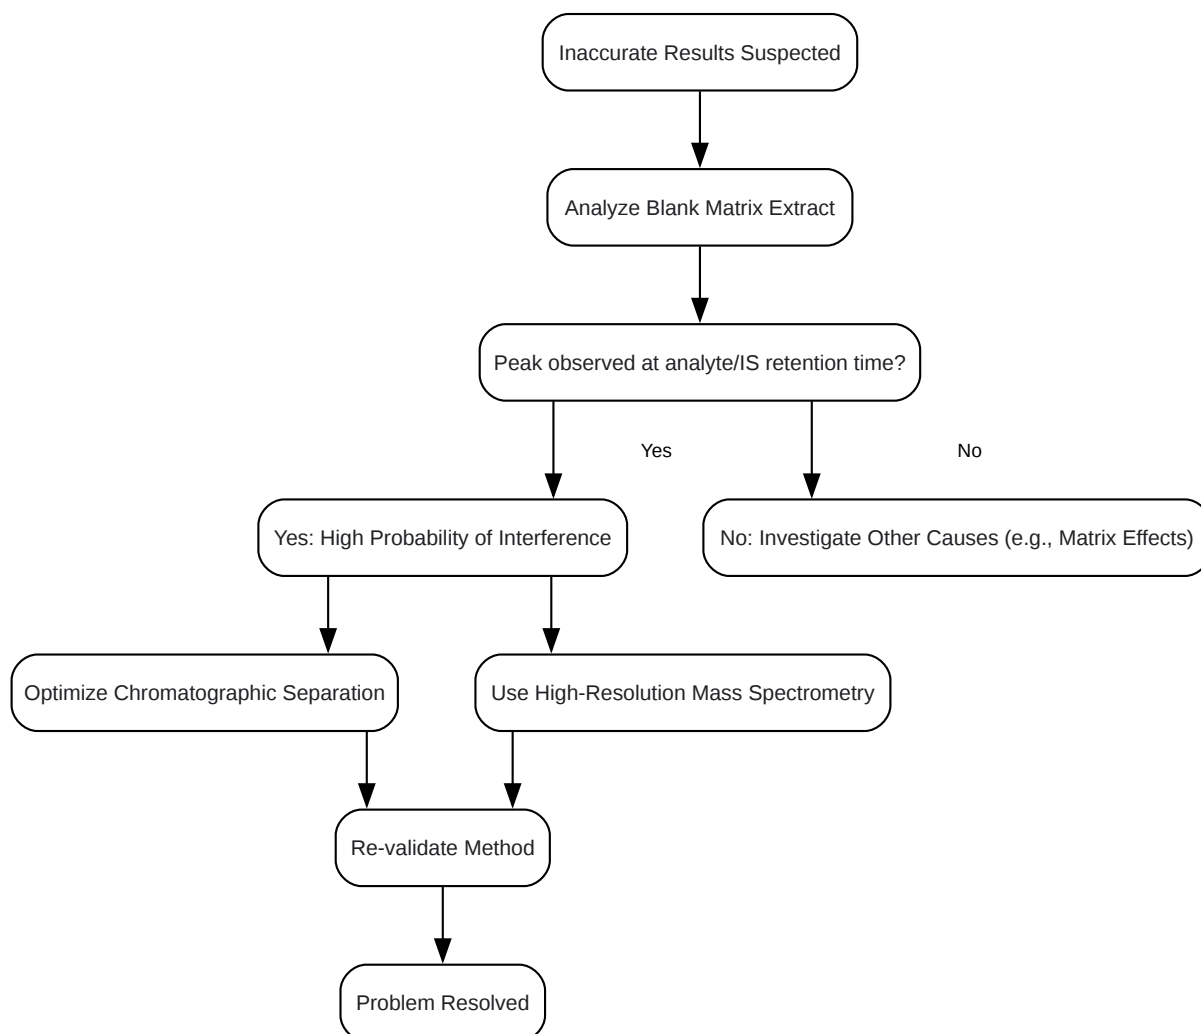 Inaccurate Results Suspected
Analyze Blank Matrix Extract
Peak observed at analyte/IS retention time?
Yes
No
Yes: High Probability of Interference
No: Investigate Other Causes (e.g., Matrix Effects)
Optimize Chromatographic Separation
Use High-Resolution Mass Spectrometry
Re-validate Method
Problem Resolved